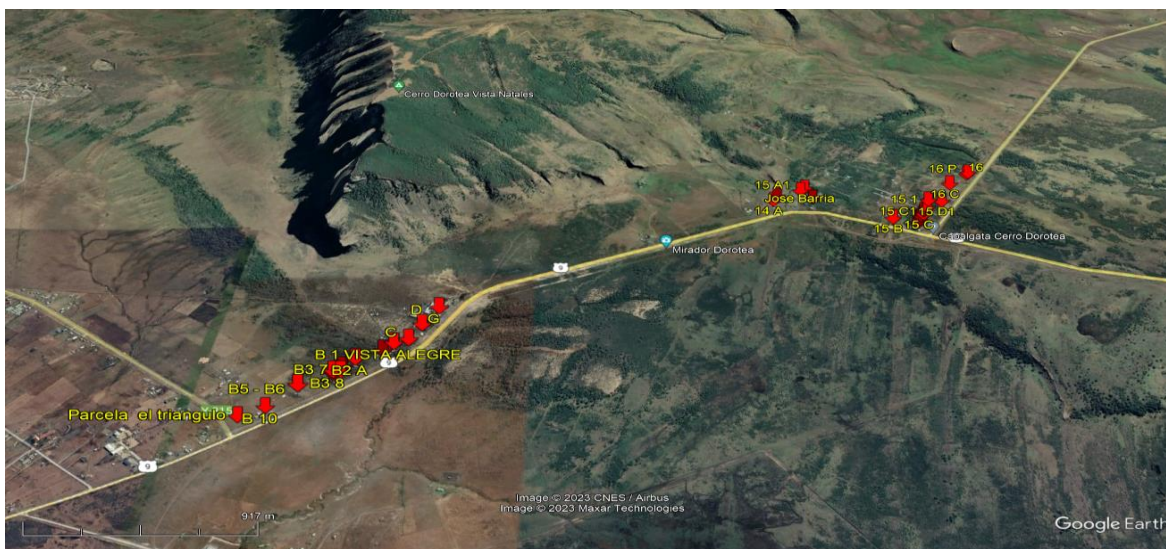 Cerro Dorotea Vista Natales
16 P
16
15 A1
Jose Barria
14 A
15 1
16 C
15 C1
15 D1
15 B
15 C
Cabalgata Cerro Dorotea
Mirador Dorotea
9
D
G
C
B 1 VISTA ALEGRE
9
B3 7
B2 A
B3 8
B5 - B6
Parcela el triangulo
B 10
9
Image © 2023 CNES / Airbus
Image © 2023 Maxar Technologies
917 m
Google Earth